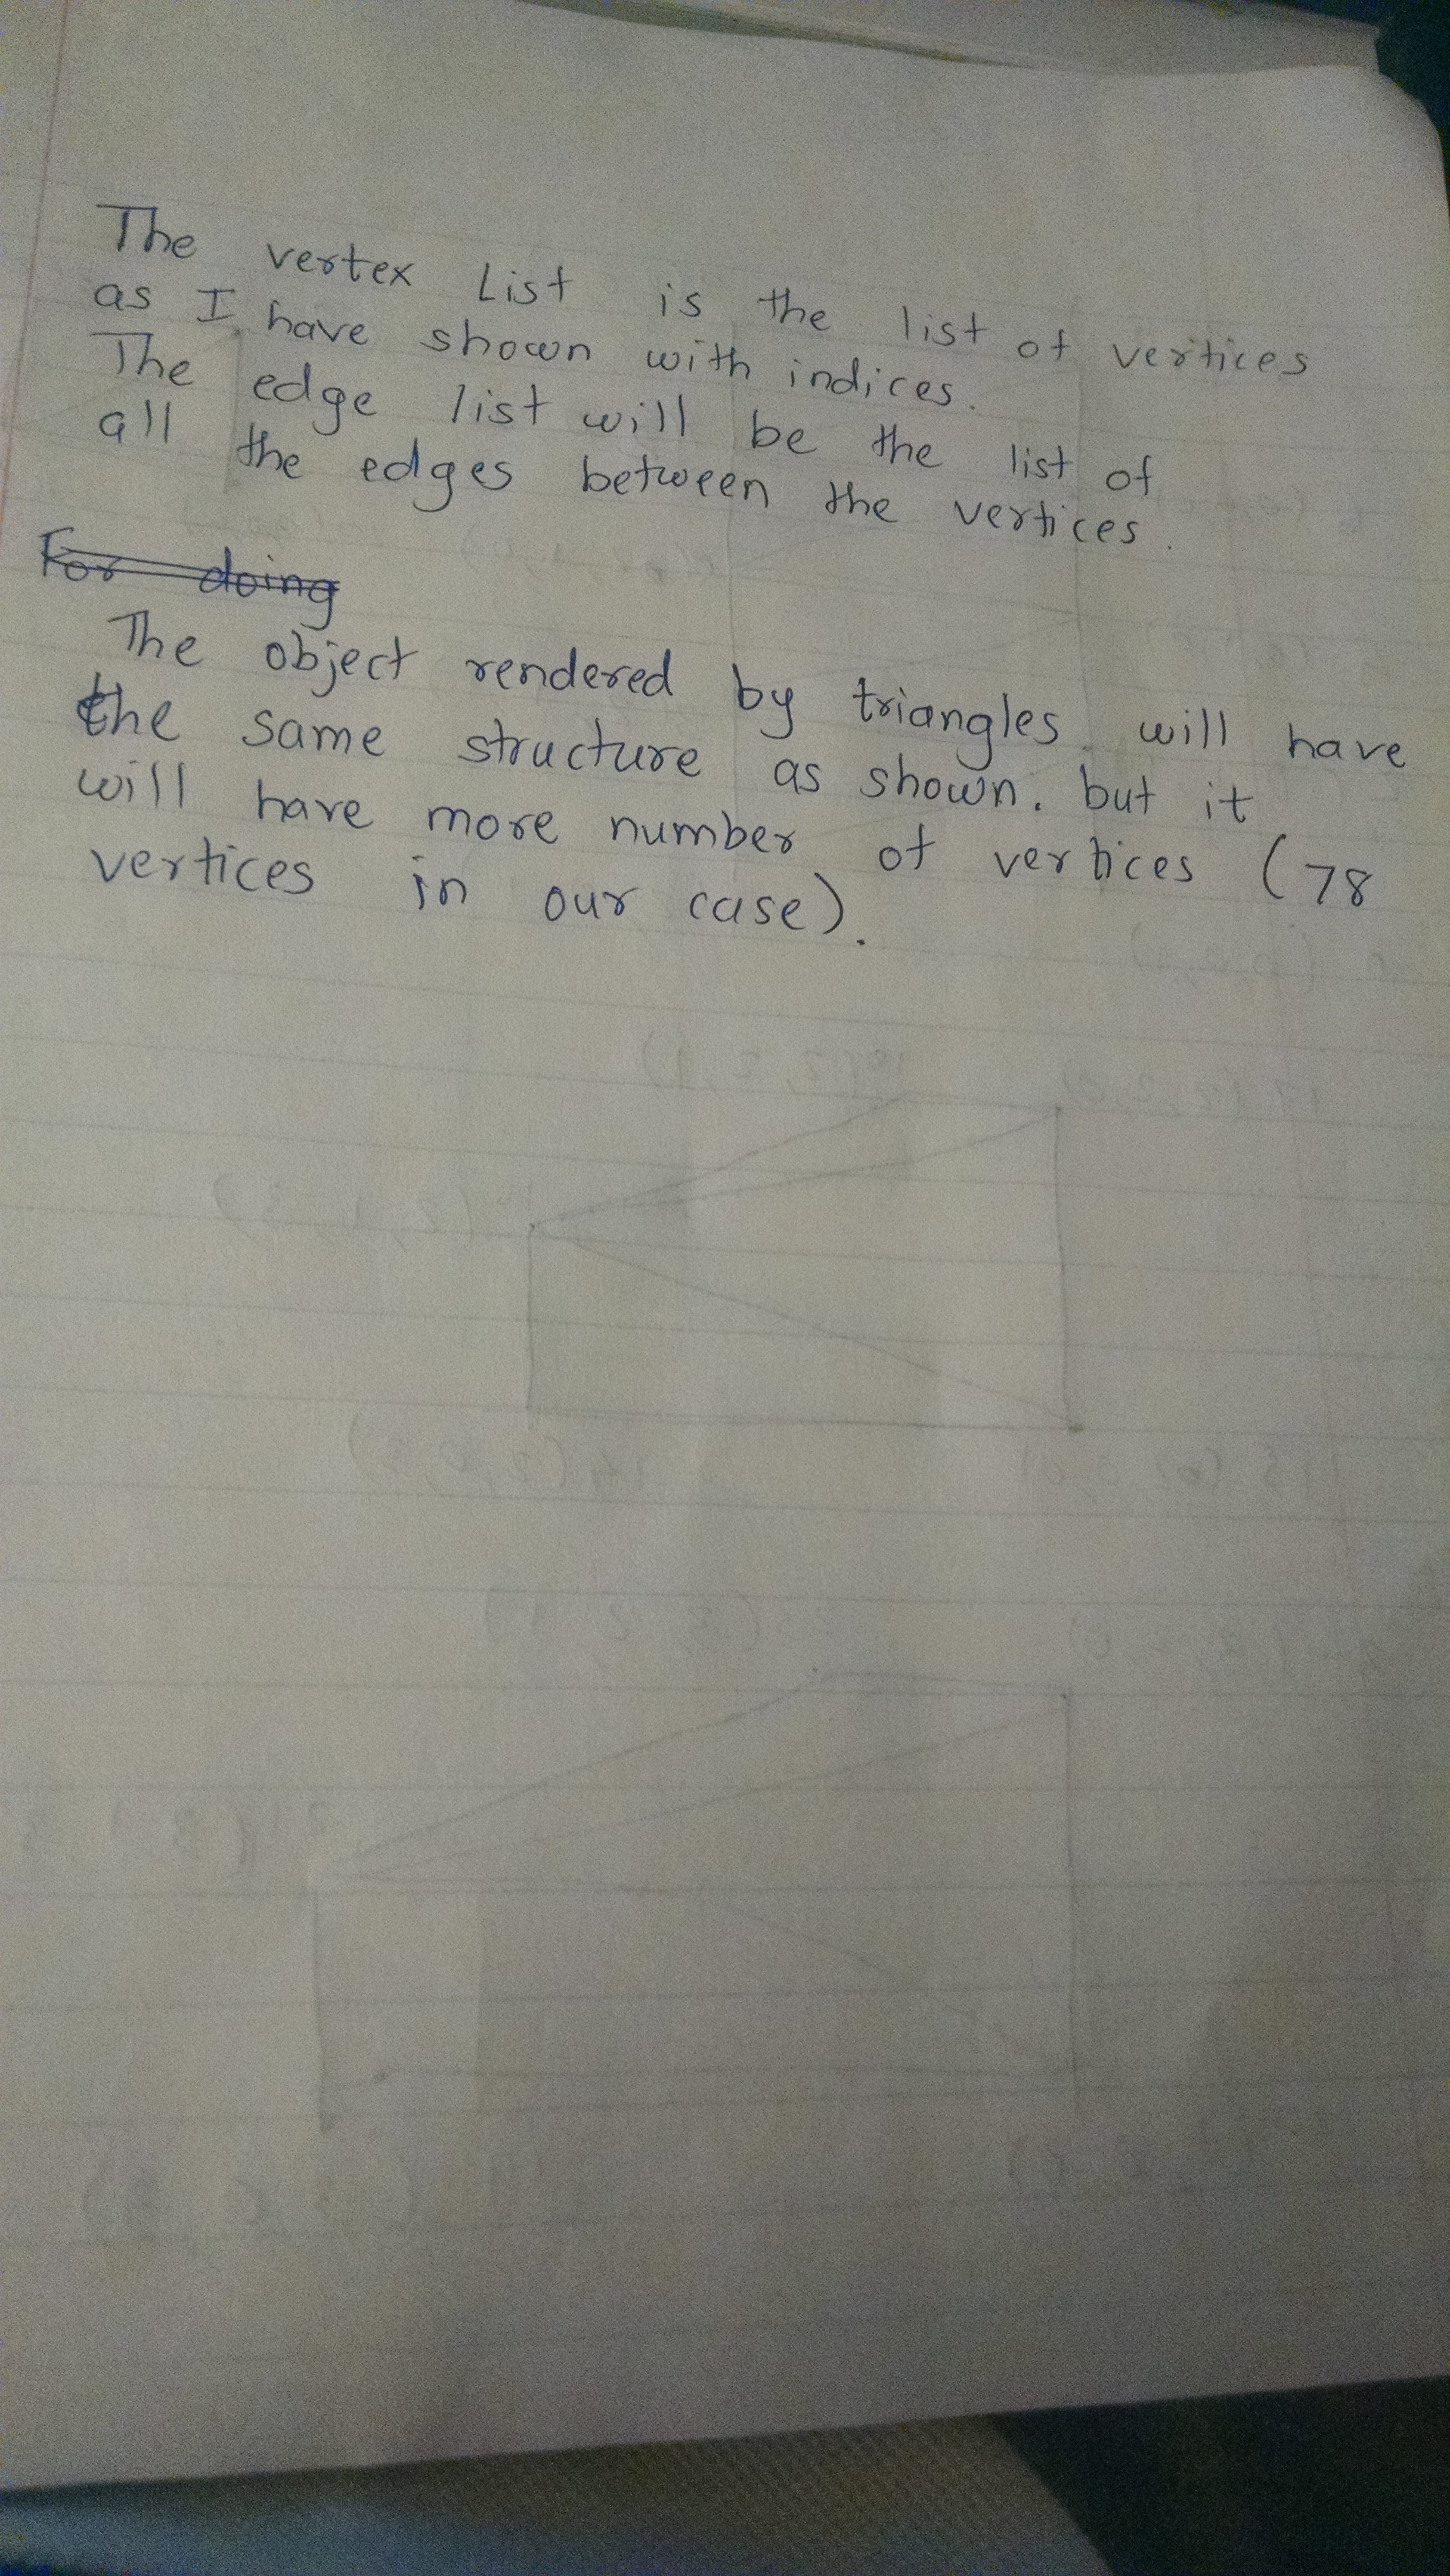 The vertex List is the list of vertices
as I have shown with indices.
The edge list will be the list of
all the edges between the vertices.
For doing
The object rendered by triangles will have
the same structure as shown. but it
will have more number of vertices (78
vertices in our case).